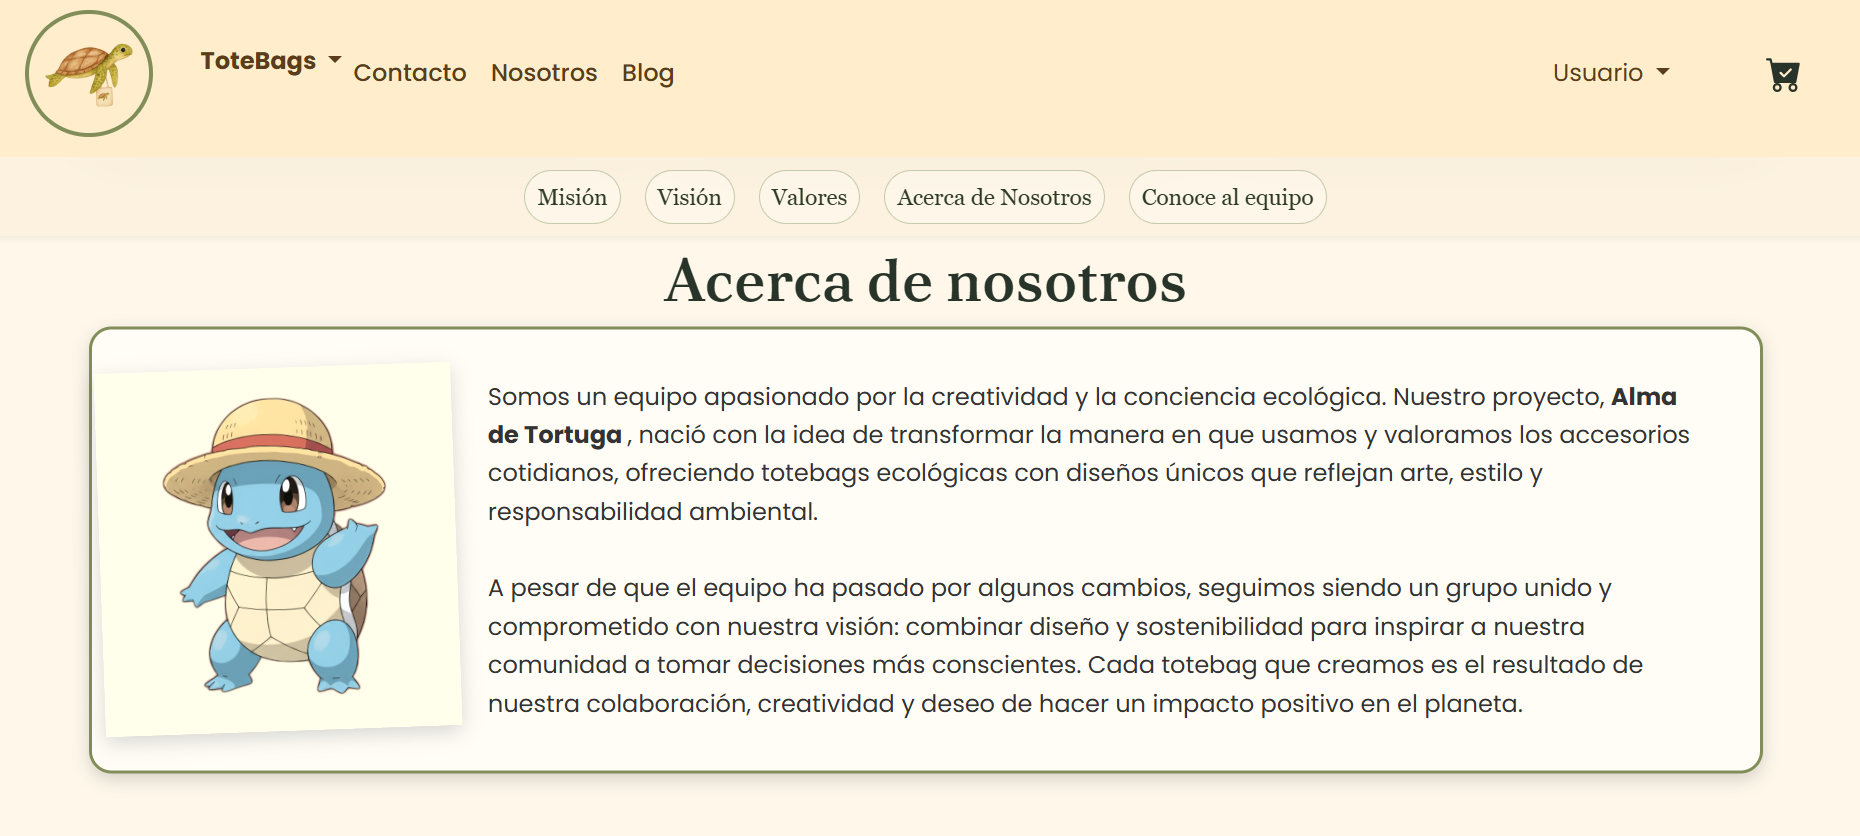 ToteBags
Contacto
Nosotros
Blog
Usuario
Misión
Visión
Valores
Acerca de Nosotros
Conoce al equipo
Acerca de nosotros
Somos un equipo apasionado por la creatividad y la conciencia ecológica. Nuestro proyecto, Alma
de Tortuga , nació con la idea de transformar la manera en que usamos y valoramos los accesorios
cotidianos, ofreciendo totebags ecológicas con diseños únicos que reflejan arte, estilo y
responsabilidad ambiental.
A pesar de que el equipo ha pasado por algunos cambios, seguimos siendo un grupo unido y
comprometido con nuestra visión: combinar diseño y sostenibilidad para inspirar a nuestra
comunidad a tomar decisiones más conscientes. Cada totebag que creamos es el resultado de
nuestra colaboración, creatividad y deseo de hacer un impacto positivo en el planeta.